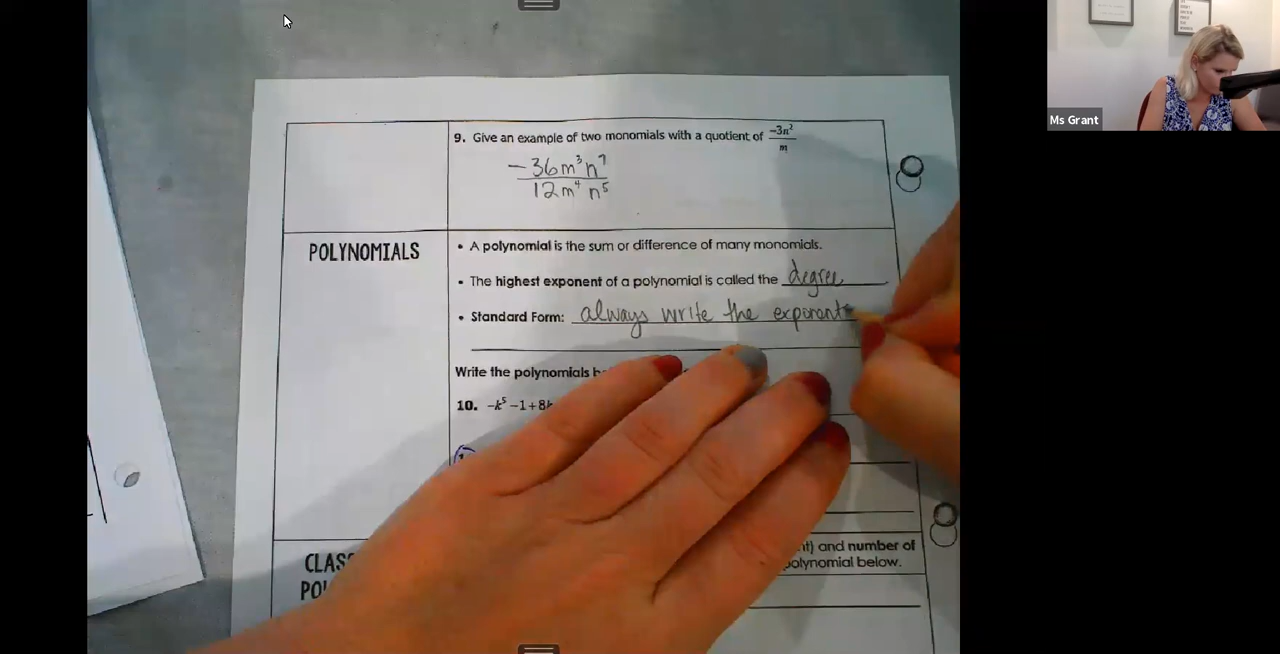 9. Give an example of two monomials with a quotient of -3n²/m
-36m³n⁷
12m⁴n⁵
POLYNOMIALS
• A polynomial is the sum or difference of many monomials.
• The highest exponent of a polynomial is called the degree
• Standard Form: always write the exponents
Write the polynomials
10. -k⁵ -1+8
CLAS
nt) and number of
PO
polynomial below.
Ms Grant